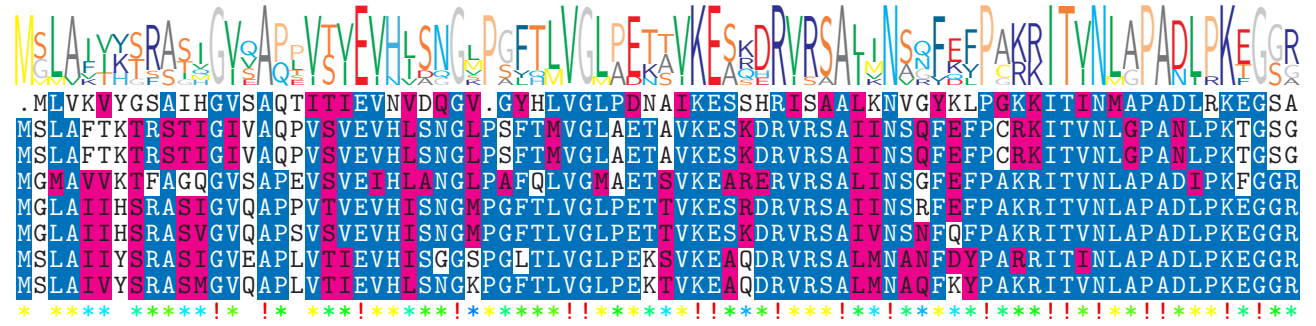 .MLVKVYGSAIHGVSAQTITIEVNVDQGV.GYHLVGLPDNAIKESSHRISAALKNVGYKLPGKKITINMAPADLRKEGSA
MSLAFTKTRSTIGIVAQPVSVEVHLSNGLPSFTMVGLAETAVKESKDRVRSAIINSQFEFPCRKITVNLGPANLPKTGSG
MSLAFTKTRSTIGIVAQPVSVEVHLSNGLPSFTMVGLAETAVKESKDRVRSAIINSQFEFPCRKITVNLGPANLPKTGSG
MGMAVVKTFAGQGVSAPEVSVEIHLANGLPAFQLVGMAETSVKEARERVRSALINSGFEFPAKRITVNLAPADIPKFGGR
MGLAIIHSRASIGVQAPPVTVEVHISNGMPGFTLVGLPETTVKESRDRVRSAIINSRFEFPAKRITVNLAPADLPKEGGR
MGLAIIHSRASVGVQAPSVSVEVHISNGMPGFTLVGLPETTVKESKDRVRSAIVNSNFQFPAKRITVNLAPADLPKEGGR
MSLAIIYSRASIGVEAPLVTIEVHISGGSPGLTLVGLPEKSVKEAQDRVRSALMNANFDYPARRITINLAPADLPKEGGR
MSLAIVYSRASMGVQAPLVTIEVHLSNGKPGFTLVGLPEKTVKEAQDRVRSALMNAQFKYPAKRITVNLAPADLPKEGGR